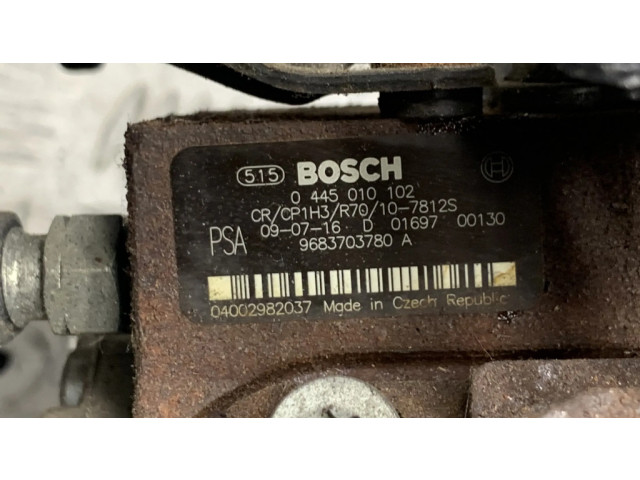 515 BOSCH
0 445 010 102
CR/CP1H3/R70/10-7812S
PSA 09-07-16 D 01697 00130
9683703780 A
04002982037 Made in Czech Republic